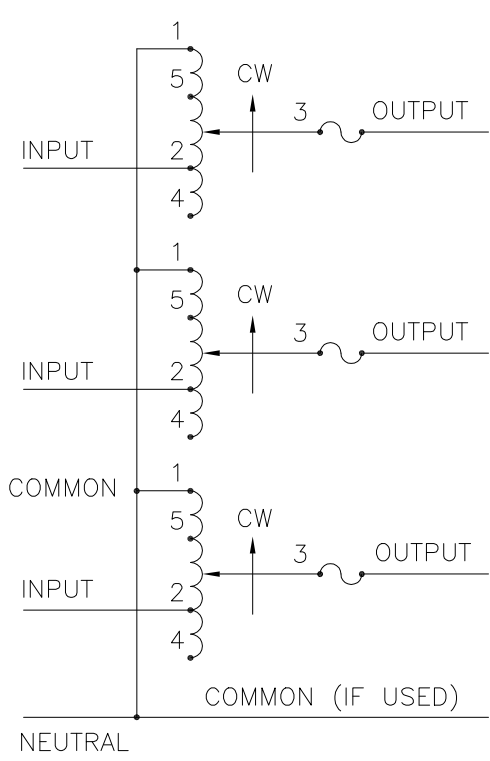 1
5
CW
3
OUTPUT
INPUT
2
4
1
5
CW
3
OUTPUT
INPUT
2
4
COMMON
1
5
CW
3
OUTPUT
INPUT
2
4
COMMON (IF USED)
NEUTRAL